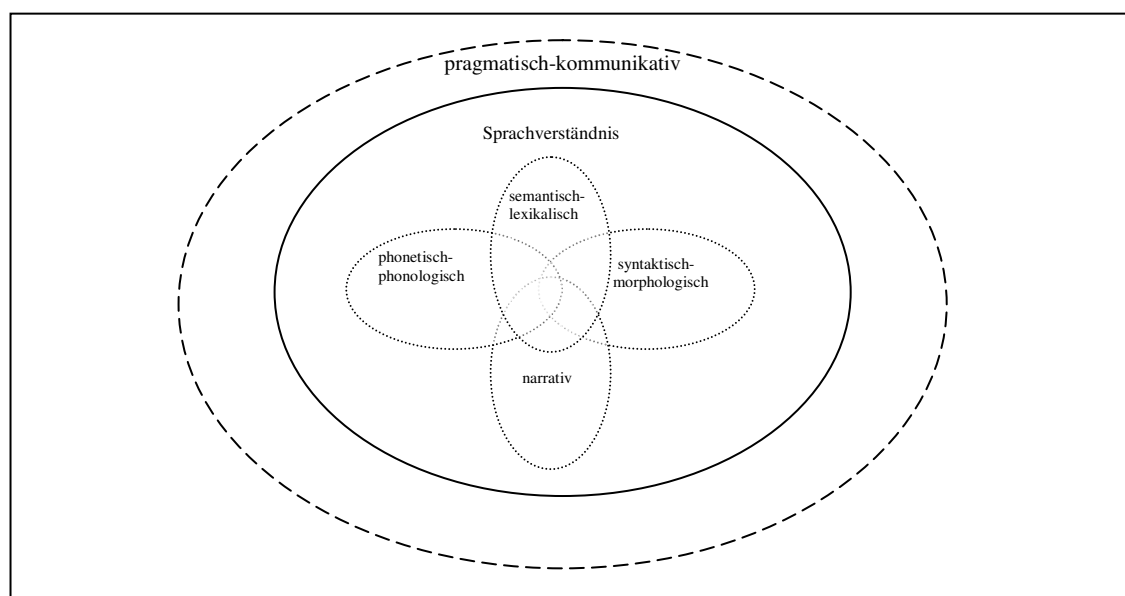 pragmatisch-kommunikativ
Sprachverständnis
semantisch-
lexikalisch
phonetisch-
phonologisch
syntaktisch-
morphologisch
narrativ